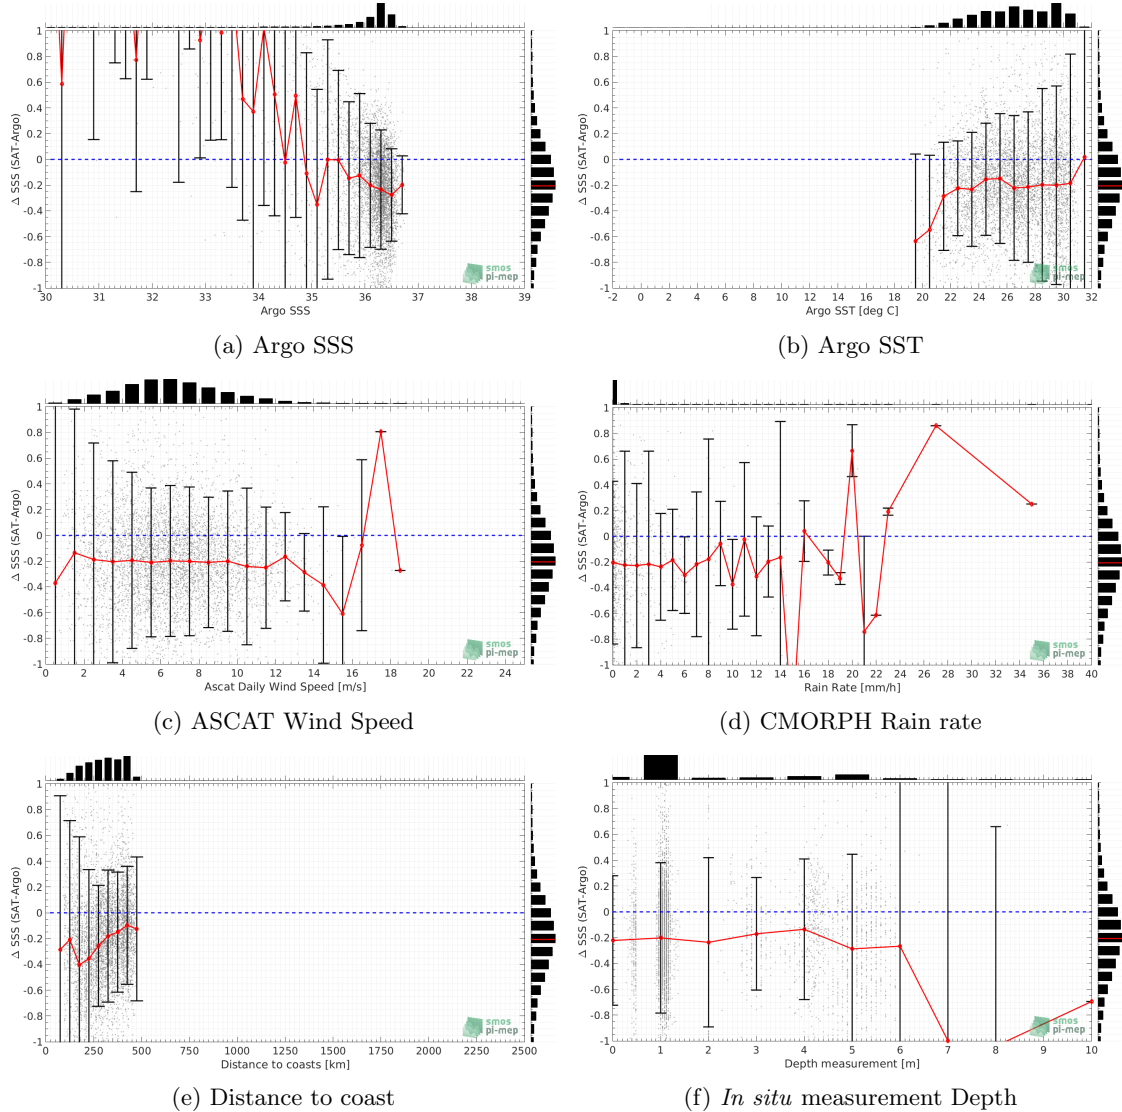 1
0.8
0.6
0.4
0.2
0
-0.2
-0.4
-0.6
-0.8
-1
Δ SSS (SAT-Argo)
30 31 32 33 34 35 36 37 38 39
Argo SSS
smos
pi-mep
(a) Argo SSS
1
0.8
0.6
0.4
0.2
0
-0.2
-0.4
-0.6
-0.8
-1
Δ SSS (SAT-Argo)
-2 0 2 4 6 8 10 12 14 16 18 20 22 24 26 28 30 32
Argo SST [deg C]
smos
pi-mep
(b) Argo SST
1
0.8
0.6
0.4
0.2
0
-0.2
-0.4
-0.6
-0.8
-1
Δ SSS (SAT-Argo)
0 2 4 6 8 10 12 14 16 18 20 22 24
Ascat Daily Wind Speed [m/s]
smos
pi-mep
(c) ASCAT Wind Speed
1
0.8
0.6
0.4
0.2
0
-0.2
-0.4
-0.6
-0.8
-1
Δ SSS (SAT-Argo)
0 2 4 6 8 10 12 14 16 18 20 22 24 26 28 30 32 34 36 38 40
Rain Rate [mm/h]
smos
pi-mep
(d) CMORPH Rain rate
1
0.8
0.6
0.4
0.2
0
-0.2
-0.4
-0.6
-0.8
-1
Δ SSS (SAT-Argo)
0 250 500 750 1000 1250 1500 1750 2000 2250 2500
Distance to coasts [km]
smos
pi-mep
(e) Distance to coast
1
0.8
0.6
0.4
0.2
0
-0.2
-0.4
-0.6
-0.8
-1
Δ SSS (SAT-Argo)
0 1 2 3 4 5 6 7 8 9 10
Depth measurement [m]
smos
pi-mep
(f) In situ measurement Depth